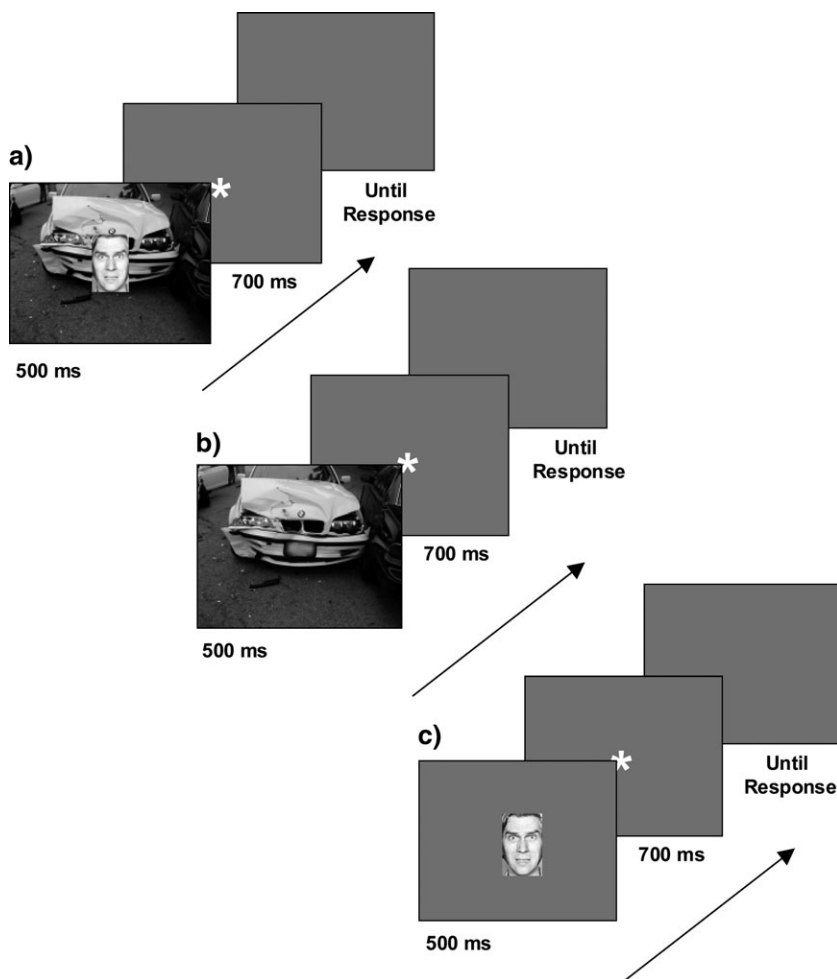 a)
*
Until
Response
700 ms
500 ms
b)
*
Until
Response
700 ms
500 ms
c)
*
Until
Response
700 ms
500 ms